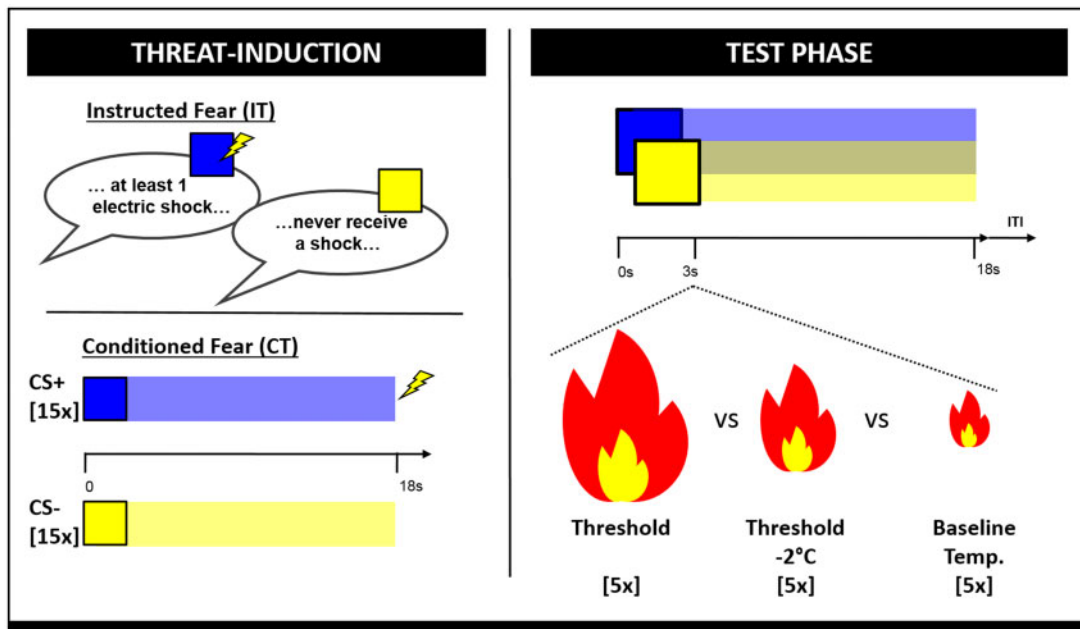 THREAT-INDUCTION
Instructed Fear (IT)
... at least 1
electric shock...
...never receive
a shock...
Conditioned Fear (CT)
CS+
[15x]
0
18s
CS-
[15x]
TEST PHASE
ITI
0s
3s
18s
VS
VS
Threshold
[5x]
Threshold
-2°C
[5x]
Baseline
Temp.
[5x]